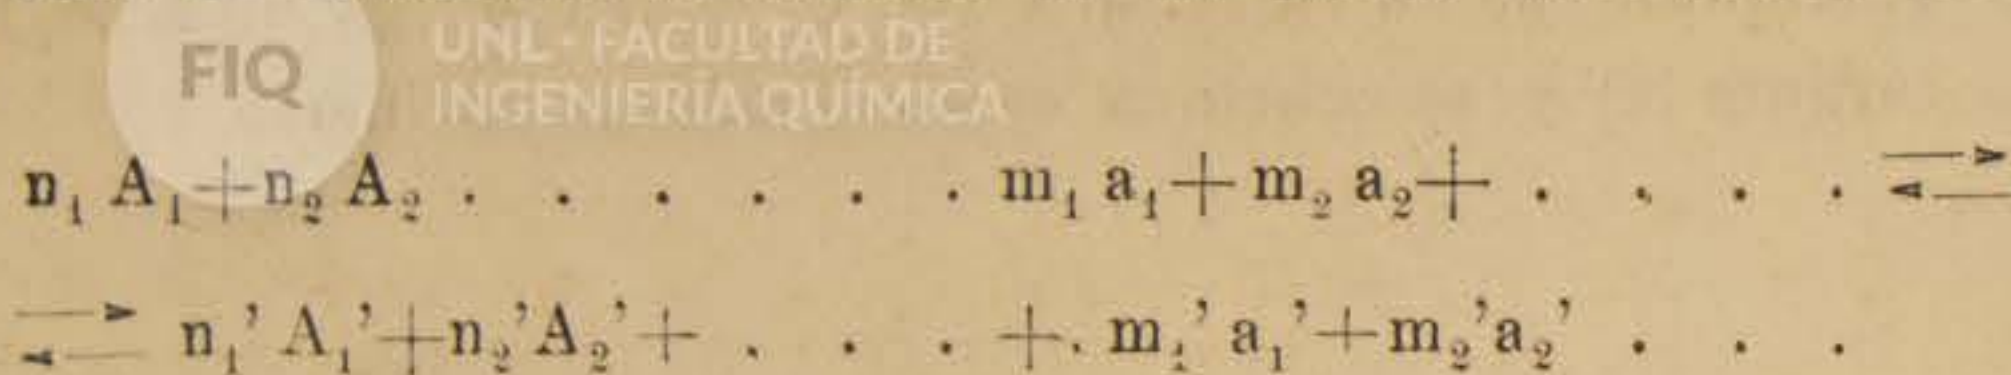 FIQ
UNL - FACULTAD DE
INGENIERÍA QUÍMICA
n₁ A₁+n₂ A₂ . . . . . . m₁ a₁+m₂ a₂+ . . . . ⇄
⇄ n₁’ A₁’+n₂’A₂’+ . . . +. m₁’ a₁’+m₂’a₂’ . . .